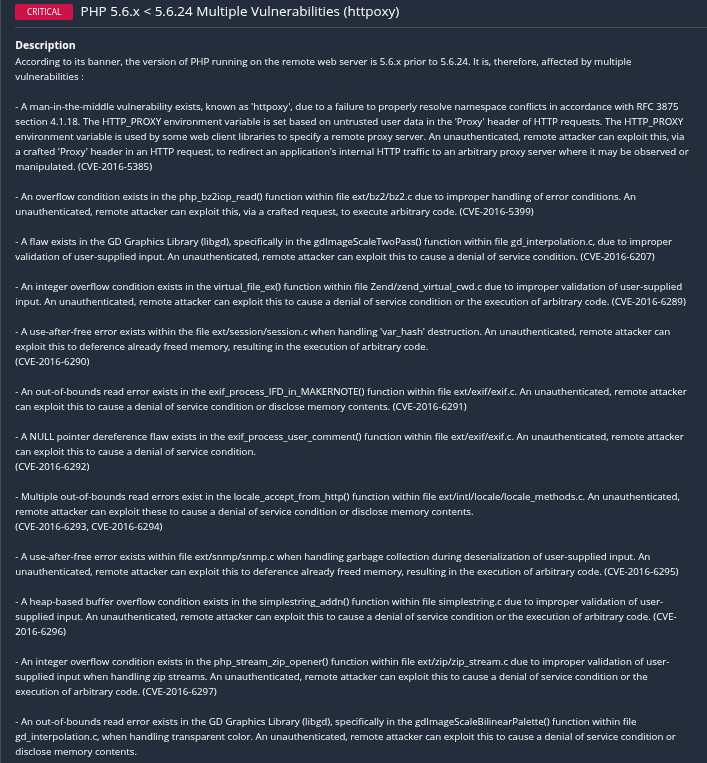 CRITICAL PHP 5.6.x < 5.6.24 Multiple Vulnerabilities (httpoxy)
Description
According to its banner, the version of PHP running on the remote web server is 5.6.x prior to 5.6.24. It is, therefore, affected by multiple
vulnerabilities :
- A man-in-the-middle vulnerability exists, known as 'httpoxy', due to a failure to properly resolve namespace conflicts in accordance with RFC 3875
section 4.1.18. The HTTP_PROXY environment variable is set based on untrusted user data in the 'Proxy' header of HTTP requests. The HTTP_PROXY
environment variable is used by some web client libraries to specify a remote proxy server. An unauthenticated, remote attacker can exploit this, via
a crafted 'Proxy' header in an HTTP request, to redirect an application's internal HTTP traffic to an arbitrary proxy server where it may be observed or
manipulated. (CVE-2016-5385)
- An overflow condition exists in the php_bz2iop_read() function within file ext/bz2/bz2.c due to improper handling of error conditions. An
unauthenticated, remote attacker can exploit this, via a crafted request, to execute arbitrary code. (CVE-2016-5399)
- A flaw exists in the GD Graphics Library (libgd), specifically in the gdImageScaleTwoPass() function within file gd_interpolation.c, due to improper
validation of user-supplied input. An unauthenticated, remote attacker can exploit this to cause a denial of service condition. (CVE-2016-6207)
- An integer overflow condition exists in the virtual_file_ex() function within file Zend/zend_virtual_cwd.c due to improper validation of user-supplied
input. An unauthenticated, remote attacker can exploit this to cause a denial of service condition or the execution of arbitrary code. (CVE-2016-6289)
- A use-after-free error exists within the file ext/session/session.c when handling 'var_hash' destruction. An unauthenticated, remote attacker can
exploit this to deference already freed memory, resulting in the execution of arbitrary code.
(CVE-2016-6290)
- An out-of-bounds read error exists in the exif_process_IFD_in_MAKERNOTE() function within file ext/exif/exif.c. An unauthenticated, remote attacker
can exploit this to cause a denial of service condition or disclose memory contents. (CVE-2016-6291)
- A NULL pointer dereference flaw exists in the exif_process_user_comment() function within file ext/exif/exif.c. An unauthenticated, remote attacker
can exploit this to cause a denial of service condition.
(CVE-2016-6292)
- Multiple out-of-bounds read errors exist in the locale_accept_from_http() function within file ext/intl/locale/locale_methods.c. An unauthenticated,
remote attacker can exploit these to cause a denial of service condition or disclose memory contents.
(CVE-2016-6293, CVE-2016-6294)
- A use-after-free error exists within file ext/snmp/snmp.c when handling garbage collection during deserialization of user-supplied input. An
unauthenticated, remote attacker can exploit this to deference already freed memory, resulting in the execution of arbitrary code. (CVE-2016-6295)
- A heap-based buffer overflow condition exists in the simplestring_addn() function within file simplestring.c due to improper validation of user-
supplied input. An unauthenticated, remote attacker can exploit this to cause a denial of service condition or the execution of arbitrary code. (CVE-
2016-6296)
- An integer overflow condition exists in the php_stream_zip_opener() function within file ext/zip/zip_stream.c due to improper validation of user-
supplied input when handling zip streams. An unauthenticated, remote attacker can exploit this to cause a denial of service condition or the
execution of arbitrary code. (CVE-2016-6297)
- An out-of-bounds read error exists in the GD Graphics Library (libgd), specifically in the gdImageScaleBilinearPalette() function within file
gd_interpolation.c, when handling transparent color. An unauthenticated, remote attacker can exploit this to cause a denial of service condition or
disclose memory contents.